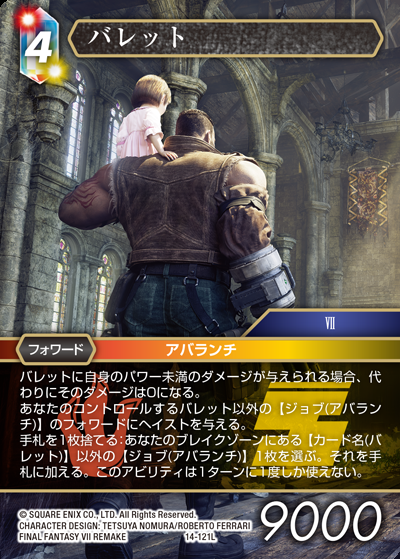 4
バレット
VII
フォワード
アバランチ
バレットに自身のパワー未満のダメージが与えられる場合、代
わりにそのダメージは0になる。
あなたのコントロールするバレット以外の【ジョブ(アバラン
チ)】のフォワードにヘイストを与える。
手札を1枚捨てる:あなたのブレイクゾーンにある【カード名(バ
レット)】以外の【ジョブ(アバランチ)】1枚を選ぶ。それを手
札に加える。このアビリティは1ターンに1度しか使えない。
© SQUARE ENIX CO., LTD. All Rights Reserved.
CHARACTER DESIGN: TETSUYA NOMURA/ROBERTO FERRARI
FINAL FANTASY VII REMAKE
14-121L
9000